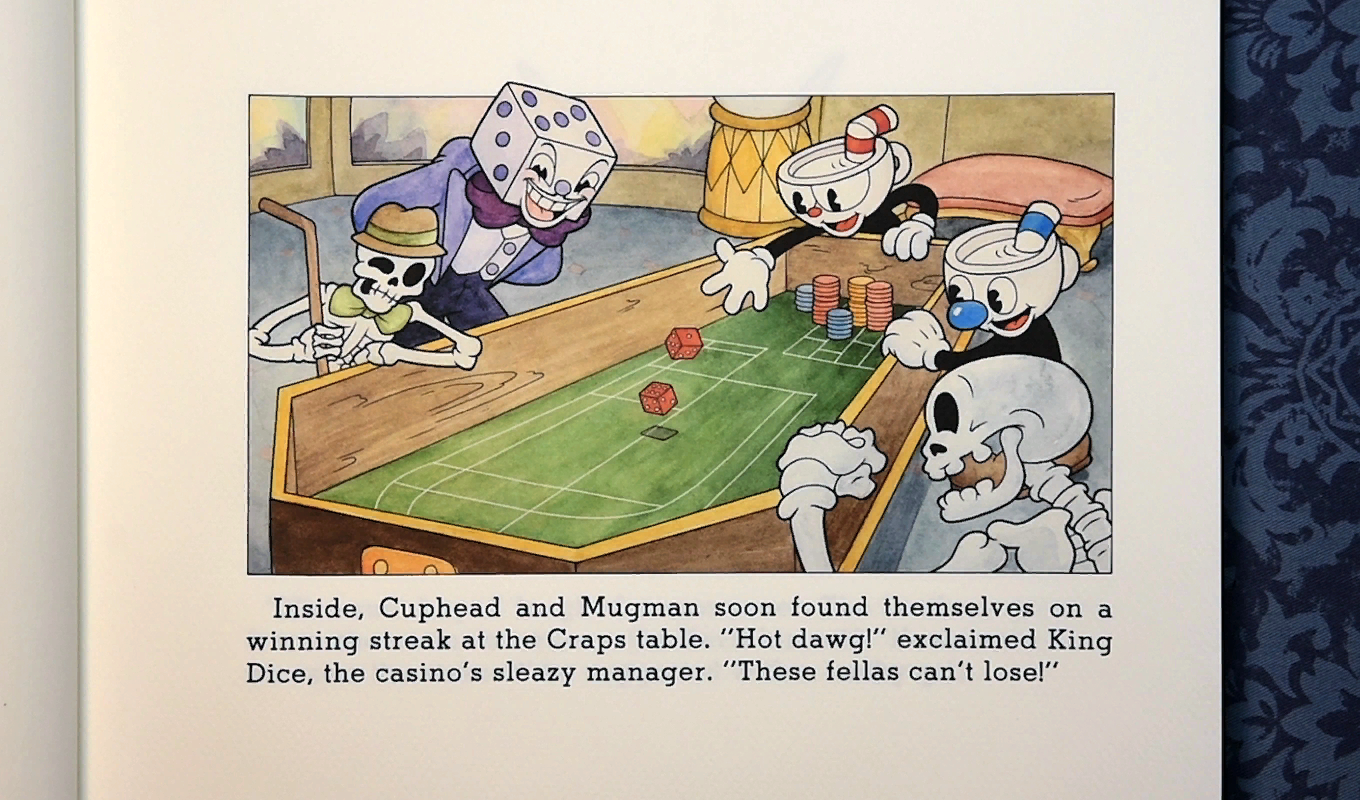 Inside, Cuphead and Mugman soon found themselves on a
winning streak at the Craps table. "Hot dawg!" exclaimed King
Dice, the casino's sleazy manager. "These fellas can't lose!"